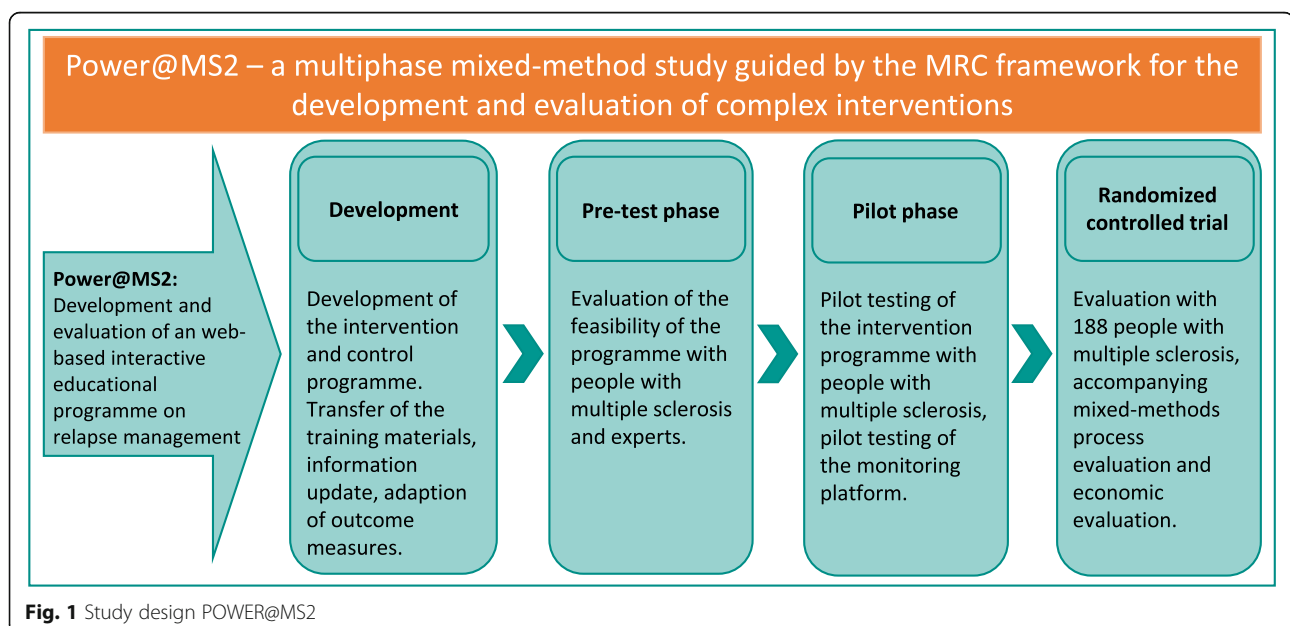 Power@MS2 – a multiphase mixed-method study guided by the MRC framework for the
development and evaluation of complex interventions
Power@MS2:
Development and
evaluation of an web-
based interactive
educational
programme on
relapse management
Development
Development of
the intervention
and control
programme.
Transfer of the
training materials,
information
update, adaption
of outcome
measures.
Pre-test phase
Evaluation of the
feasibility of the
programme with
people with
multiple sclerosis
and experts.
Pilot phase
Pilot testing of
the intervention
programme with
people with
multiple sclerosis,
pilot testing of
the monitoring
platform.
Randomized
controlled trial
Evaluation with
188 people with
multiple sclerosis,
accompanying
mixed-methods
process
evaluation and
economic
evaluation.
Fig. 1 Study design POWER@MS2